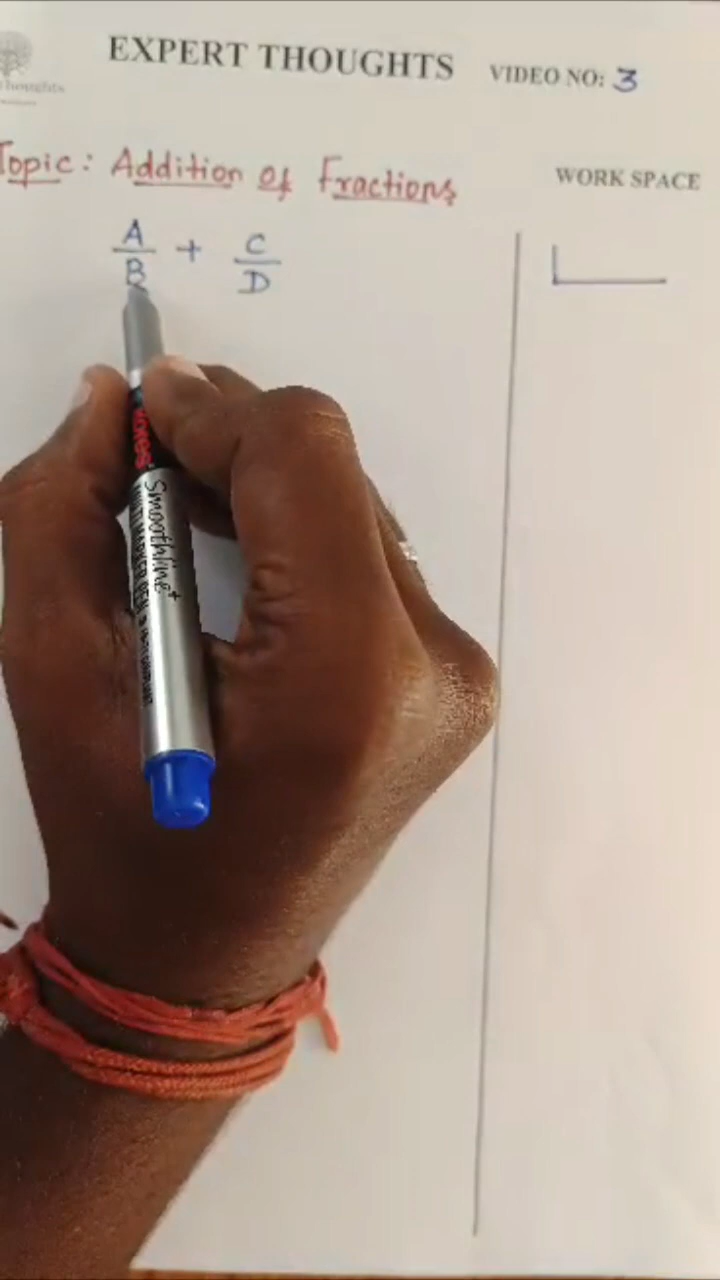 EXPERT THOUGHTS VIDEO NO: 3
Topic: Addition of Fractions
WORK SPACE
A/B + C/D
Smoothline+